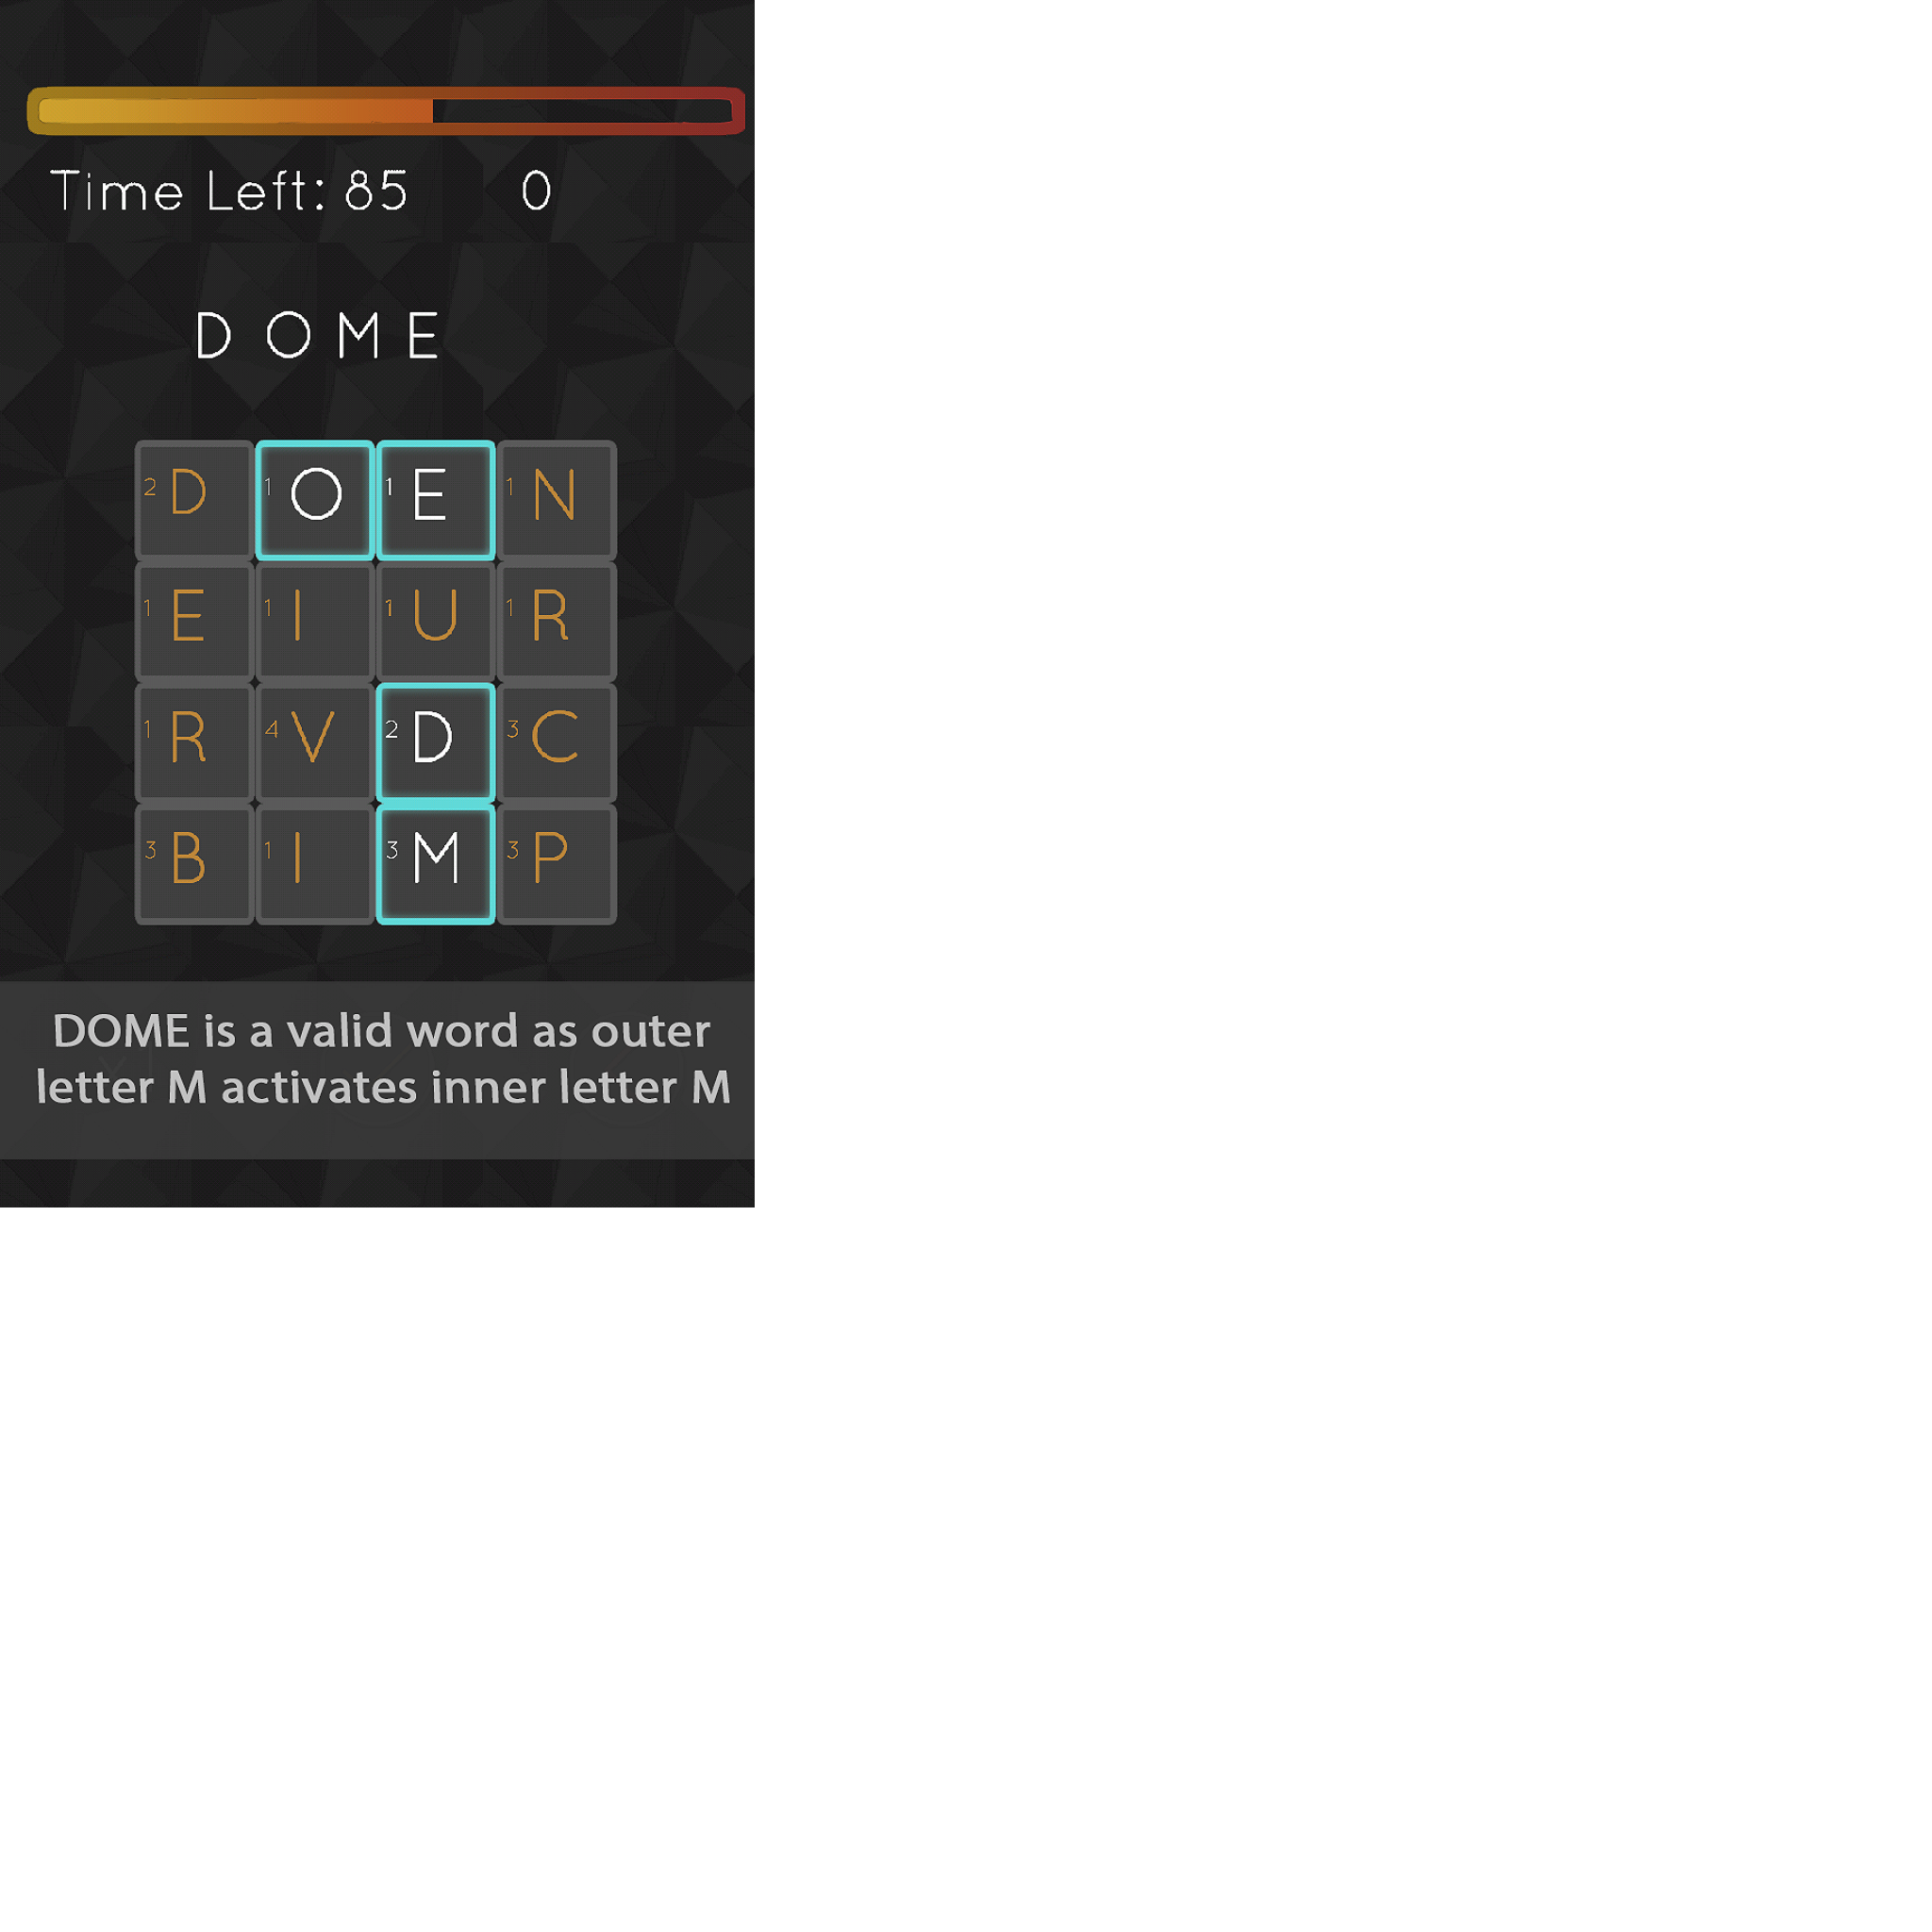 Time Left: 85 0
D O M E
2 D 1 O 1 E 1 N
1 E 1 I 1 U 1 R
1 R 4 V 2 D 3 C
3 B 1 I 3 M 3 P
DOME is a valid word as outer
letter M activates inner letter M